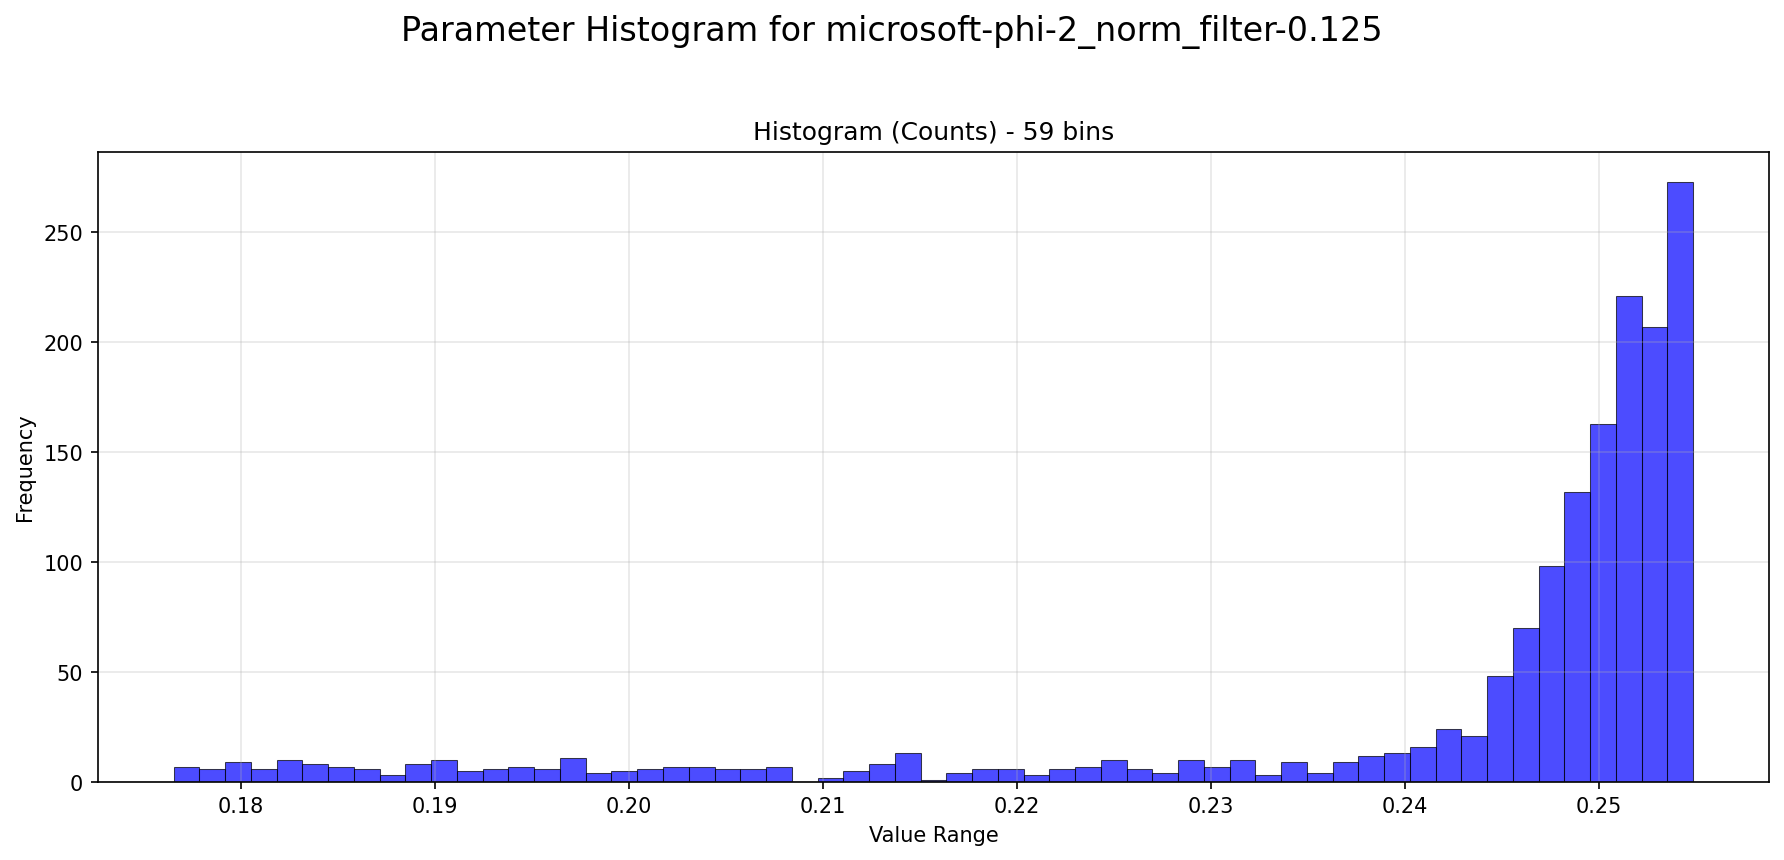 Parameter Histogram for microsoft-phi-2_norm_filter-0.125
Histogram (Counts) - 59 bins
Frequency
250
200
150
100
50
0
0.18 0.19 0.20 0.21 0.22 0.23 0.24 0.25
Value Range